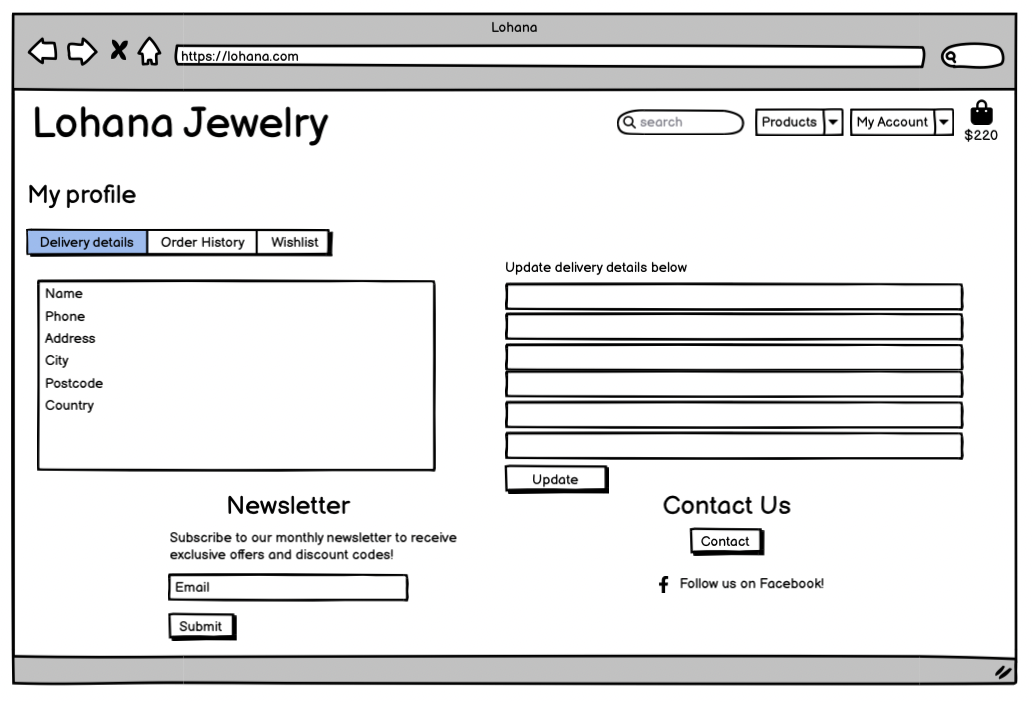 Lohana
https://lohana.com
Lohana Jewelry
search
Products
My Account
$220
My profile
Delivery details
Order History
Wishlist
Name
Phone
Address
City
Postcode
Country
Update delivery details below
Update
Newsletter
Subscribe to our monthly newsletter to receive
exclusive offers and discount codes!
Email
Submit
Contact Us
Contact
Follow us on Facebook!